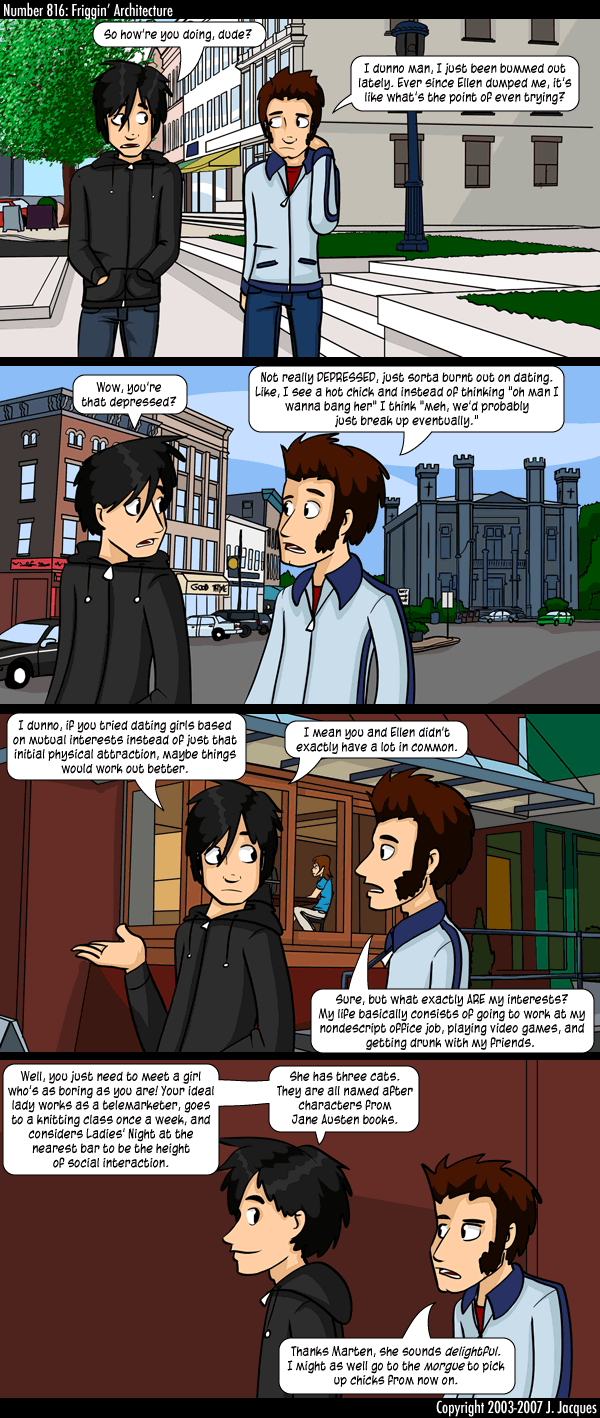 Number 816: Friggin' Architecture
So how're you doing, dude?
I dunno man, I just been bummed out
lately. Ever since Ellen dumped me, it's
like what's the point of even trying?
Wow, you're
that depressed?
Not really DEPRESSED, just sorta burnt out on dating.
Like, I see a hot chick and instead of thinking "oh man I
wanna bang her" I think "meh, we'd probably
just break up eventually."
GOOD TYME
I dunno, if you tried dating girls based
on mutual interests instead of just that
initial physical attraction, maybe things
would work out better.
I mean you and Ellen didn't
exactly have a lot in common.
Sure, but what exactly ARE my interests?
My life basically consists of going to work at my
nondescript office job, playing video games, and
getting drunk with my friends.
Well, you just need to meet a girl
who's as boring as you are! Your ideal
lady works as a telemarketer, goes
to a knitting class once a week, and
considers Ladies' Night at the
nearest bar to be the height
of social interaction.
She has three cats.
They are all named after
characters from
Jane Austen books.
Thanks Marten, she sounds delightful.
I might as well go to the morgue to pick
up chicks from now on.
Copyright 2003-2007 J. Jacques